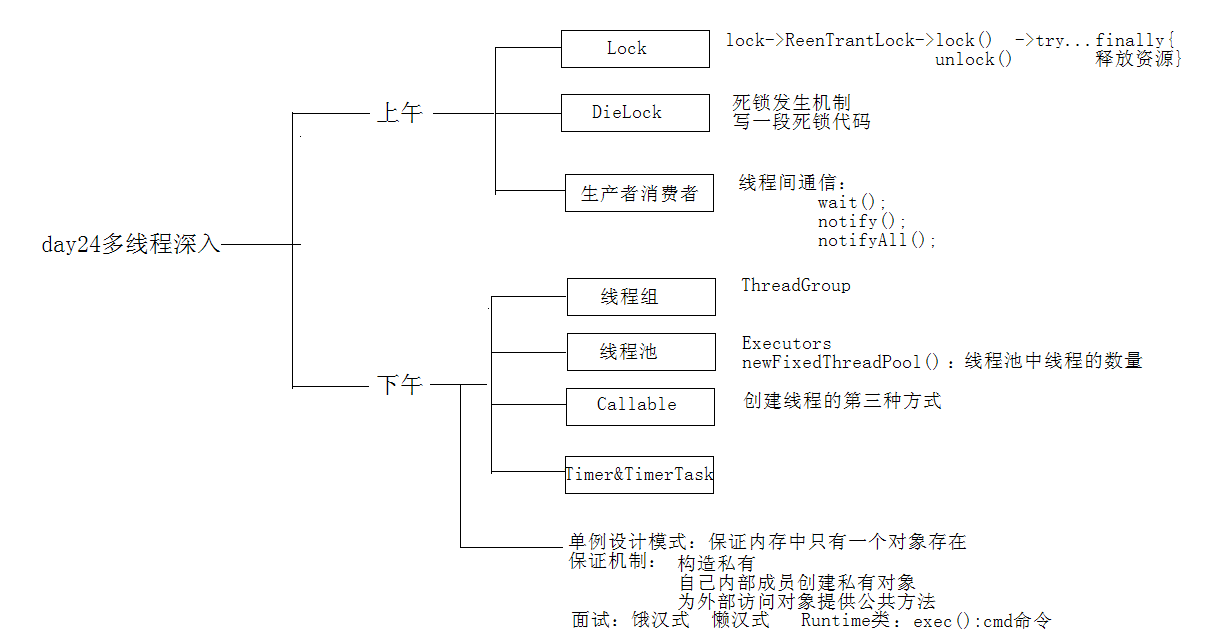 day24多线程深入
上午
Lock
lock->ReenTrantLock->lock() ->try...finally{
unlock() 释放资源}
DieLock
死锁发生机制
写一段死锁代码
生产者消费者
线程间通信:
wait();
notify();
notifyAll();
下午
线程组
ThreadGroup
线程池
Executors
newFixedThreadPool()：线程池中线程的数量
Callable
创建线程的第三种方式
Timer&TimerTask
单例设计模式：保证内存中只有一个对象存在
保证机制： 构造私有
自己内部成员创建私有对象
为外部访问对象提供公共方法
面试：饿汉式 懒汉式 Runtime类：exec():cmd命令